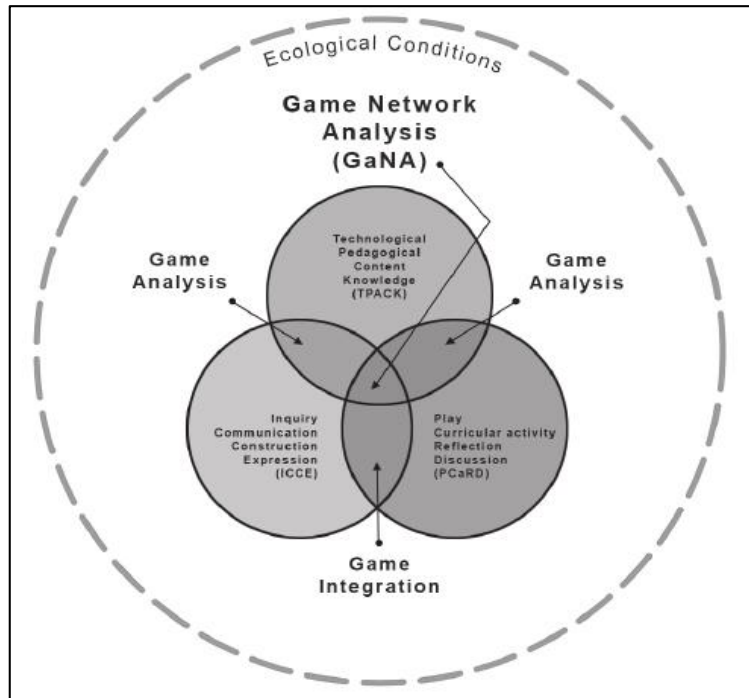 Ecological Conditions
Game Network
Analysis
(GaNA)
Technological
Pedagogical
Content
Knowledge
(TPACK)
Game
Analysis
Game
Analysis
Inquiry
Communication
Construction
Expression
(ICCE)
Play
Curricular activity
Reflection
Discussion
(PCaRD)
Game
Integration